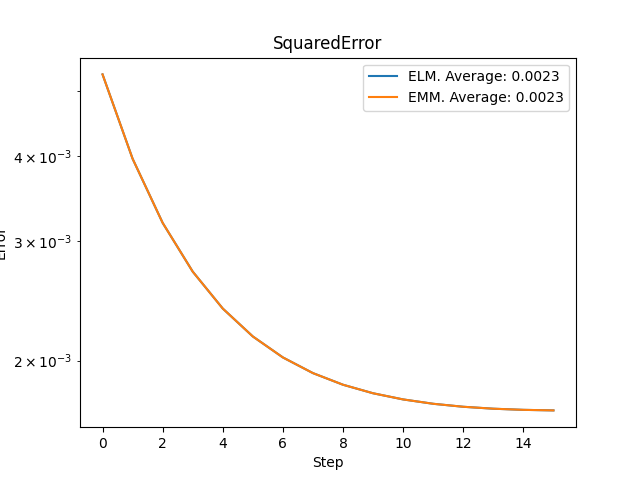 SquaredError
ELM. Average: 0.0023
EMM. Average: 0.0023
4 × 10⁻³
3 × 10⁻³
2 × 10⁻³
Error
0 2 4 6 8 10 12 14
Step